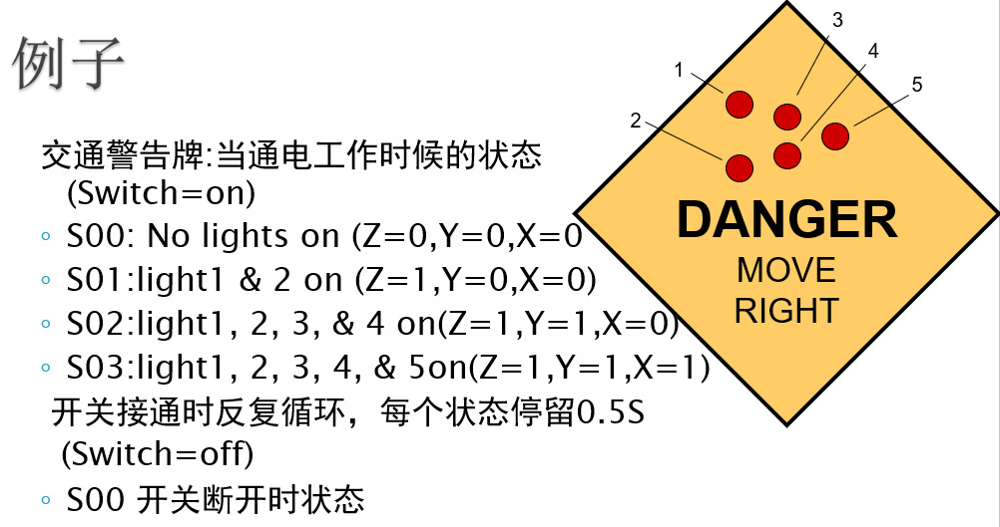 例子
交通警告牌:当通电工作时候的状态
(Switch=on)
S00: No lights on (Z=0,Y=0,X=0
S01:light1 & 2 on (Z=1,Y=0,X=0)
S02:light1, 2, 3, & 4 on(Z=1,Y=1,X=0)
S03:light1, 2, 3, 4, & 5on(Z=1,Y=1,X=1)
开关接通时反复循环，每个状态停留0.5S
(Switch=off)
S00 开关断开时状态
3
4
1
5
2
DANGER
MOVE
RIGHT